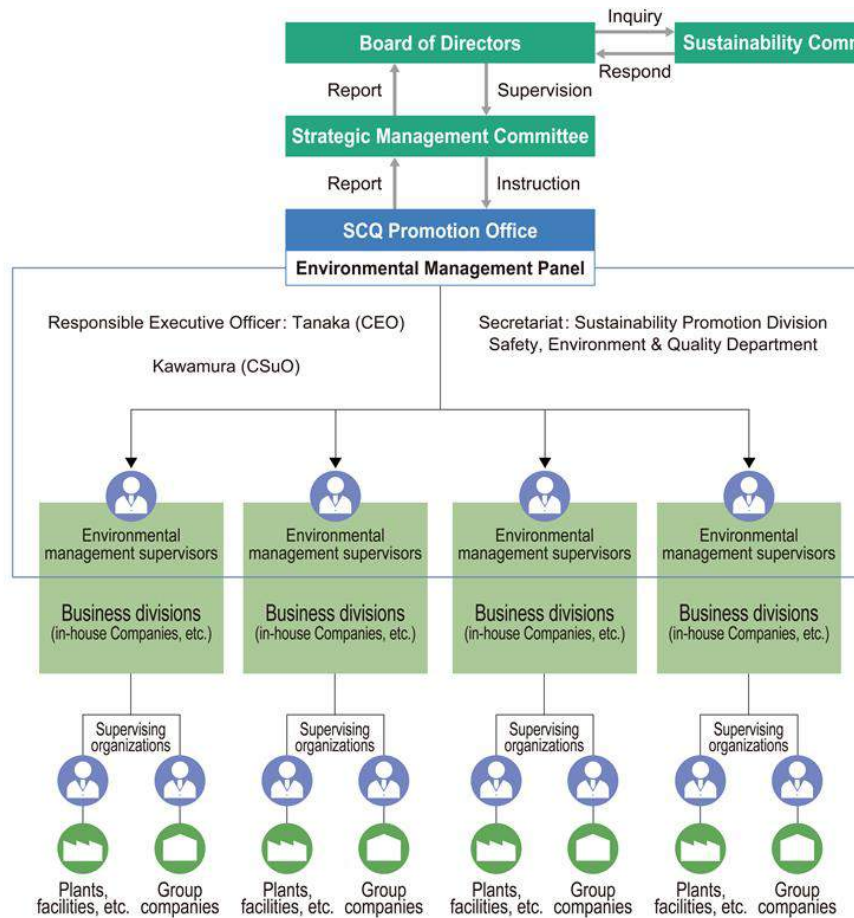 Inquiry
Board of Directors
Sustainability
Respond
Report
Supervision
Strategic Management Committee
Report
Instruction
SCQ Promotion Office
Environmental Management Panel
Responsible Executive Officer: Tanaka (CEO)
Kawamura (CSuO)
Secretariat: Sustainability Promotion Division
Safety, Environment & Quality Department
Environmental
management supervisors
Business divisions
(in-house Companies, etc.)
Environmental
management supervisors
Business divisions
(in-house Companies, etc.)
Environmental
management supervisors
Business divisions
(in-house Companies, etc.)
Environmental
management supervisors
Business divisions
(in-house Companies, etc.)
Supervising
organizations
Supervising
organizations
Supervising
organizations
Supervising
organizations
Plants,
facilities, etc.
Group
companies
Plants,
facilities, etc.
Group
companies
Plants,
facilities, etc.
Group
companies
Plants,
facilities, etc.
Group
companies